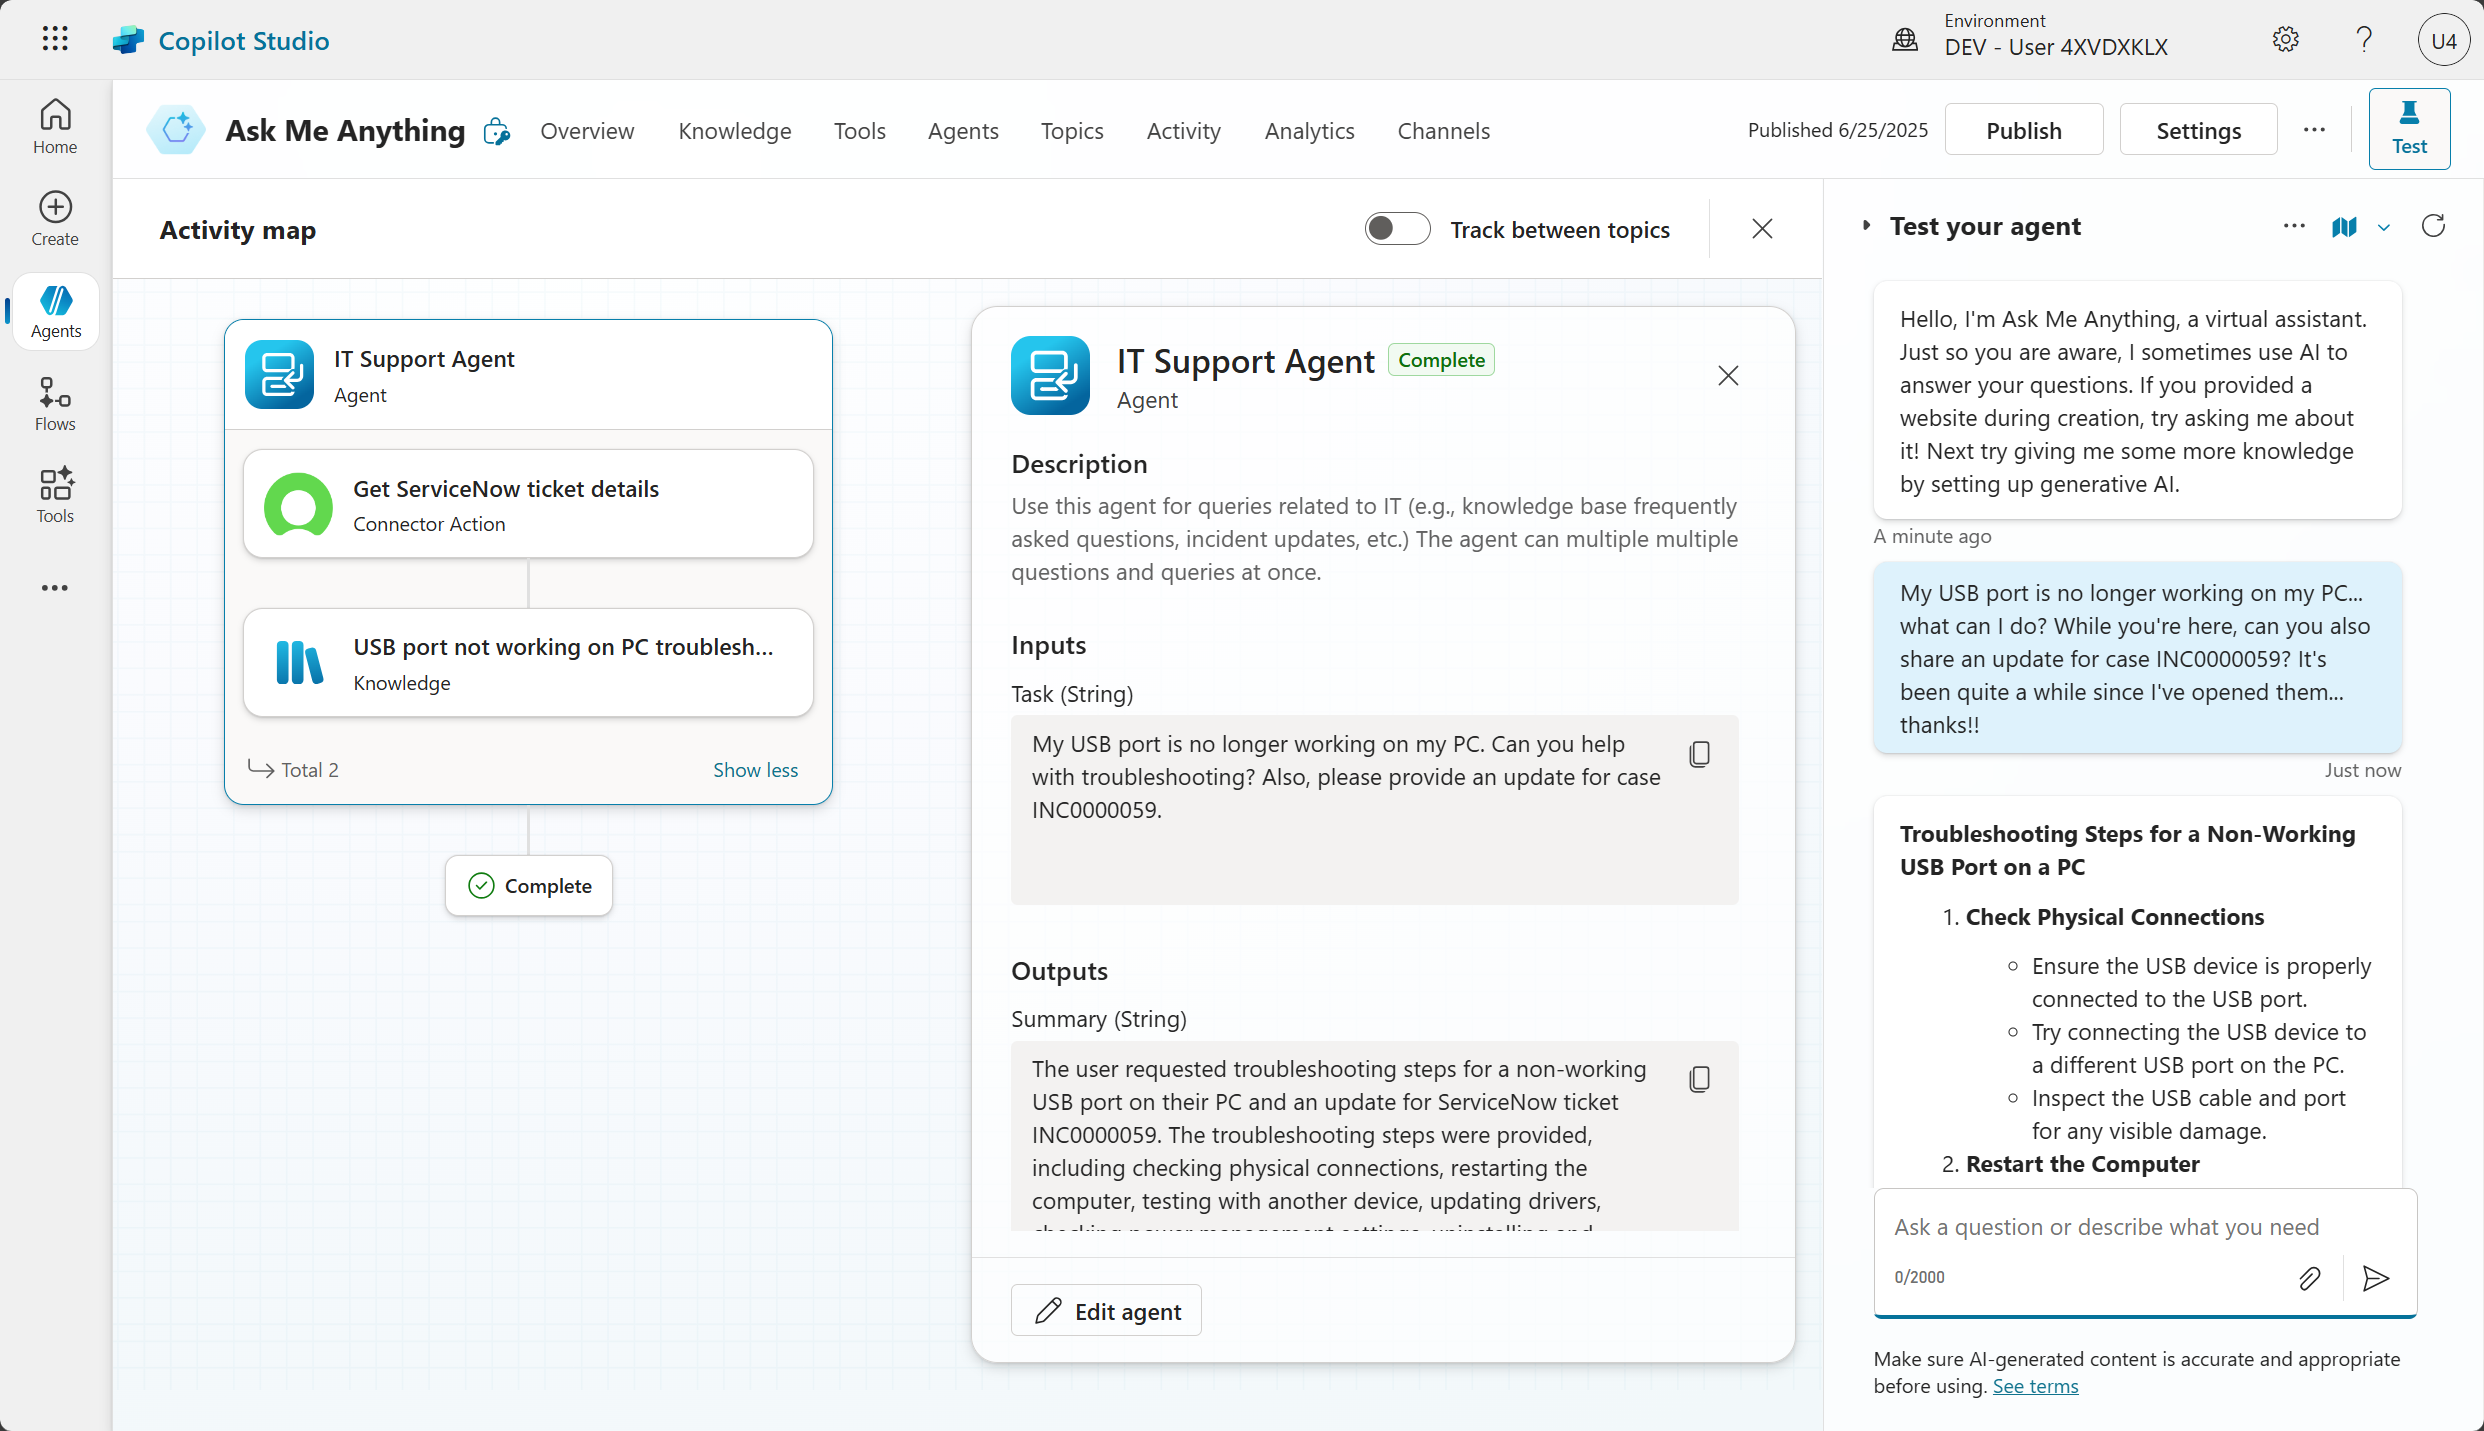 Copilot Studio
Environment
DEV - User 4XVDXKLX
U4
Home
Create
Agents
Flows
Tools
Ask Me Anything
Overview
Knowledge
Tools
Agents
Topics
Activity
Analytics
Channels
Published 6/25/2025
Publish
Settings
Test
Activity map
Track between topics
IT Support Agent
Agent
Get ServiceNow ticket details
Connector Action
USB port not working on PC troublesh...
Knowledge
Total 2
Show less
Complete
IT Support Agent
Complete
Agent
Description
Use this agent for queries related to IT (e.g., knowledge base frequently
asked questions, incident updates, etc.) The agent can multiple multiple
questions and queries at once.
Inputs
Task (String)
My USB port is no longer working on my PC. Can you help
with troubleshooting? Also, please provide an update for case
INC0000059.
Outputs
Summary (String)
The user requested troubleshooting steps for a non-working
USB port on their PC and an update for ServiceNow ticket
INC0000059. The troubleshooting steps were provided,
including checking physical connections, restarting the
computer, testing with another device, updating drivers,
checking power management settings, uninstalling and
Edit agent
Test your agent
Hello, I'm Ask Me Anything, a virtual assistant.
Just so you are aware, I sometimes use AI to
answer your questions. If you provided a
website during creation, try asking me about
it! Next try giving me some more knowledge
by setting up generative AI.
A minute ago
My USB port is no longer working on my PC...
what can I do? While you're here, can you also
share an update for case INC0000059? It's
been quite a while since I've opened them...
thanks!!
Just now
Troubleshooting Steps for a Non-Working
USB Port on a PC
1. Check Physical Connections
Ensure the USB device is properly
connected to the USB port.
Try connecting the USB device to
a different USB port on the PC.
Inspect the USB cable and port
for any visible damage.
2. Restart the Computer
Ask a question or describe what you need
0/2000
Make sure AI-generated content is accurate and appropriate
before using. See terms